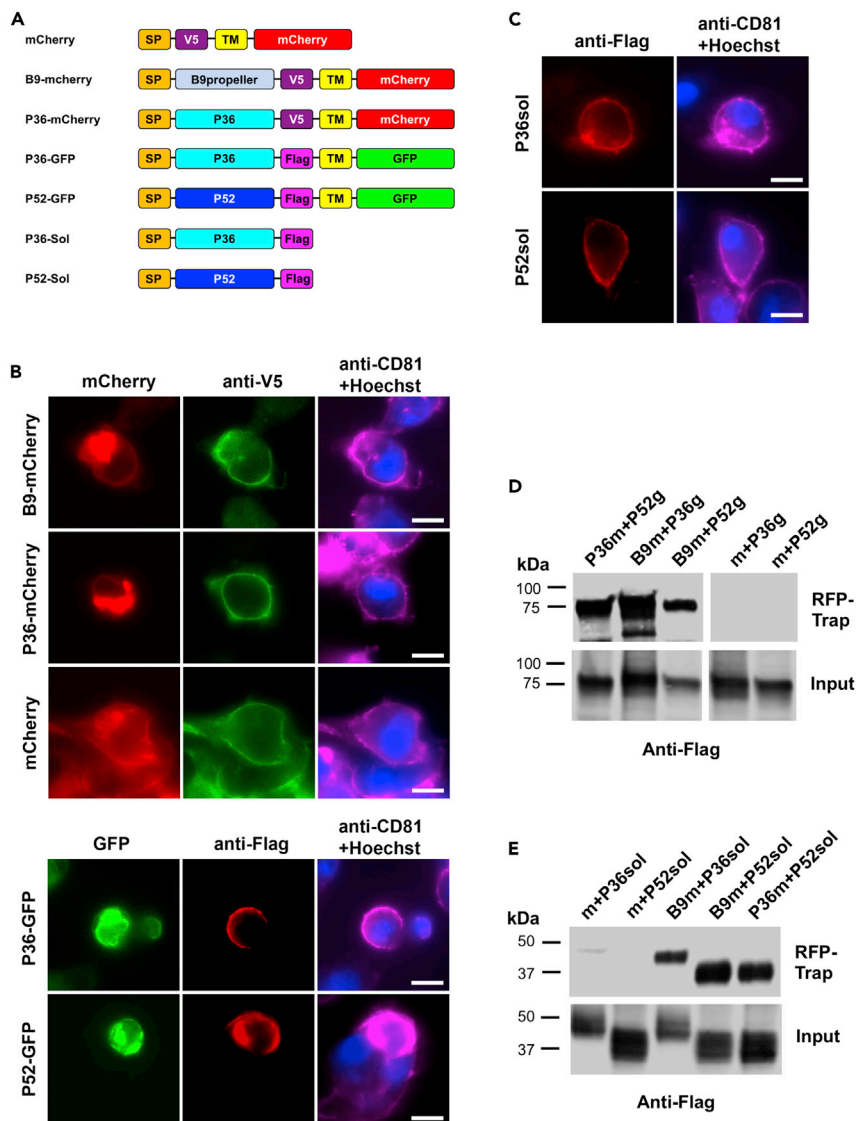 A
mCherry SP V5 TM mCherry
B9-mcherry SP B9propeller V5 TM mCherry
P36-mCherry SP P36 V5 TM mCherry
P36-GFP SP P36 Flag TM GFP
P52-GFP SP P52 Flag TM GFP
P36-Sol SP P36 Flag
P52-Sol SP P52 Flag
B
mCherry anti-V5 anti-CD81
+Hoechst
B9-mCherry
P36-mCherry
mCherry
GFP anti-Flag anti-CD81
+Hoechst
P36-GFP
P52-GFP
C
anti-Flag anti-CD81
+Hoechst
P36sol
P52sol
D
P36m+P52g
B9m+P36g
B9m+P52g
m+P36g
m+P52g
kDa
100
75
RFP-
Trap
100
75
Input
Anti-Flag
E
m+P36sol
m+P52sol
B9m+P36sol
B9m+P52sol
P36m+P52sol
kDa
50
37
RFP-
Trap
50
37
Input
Anti-Flag